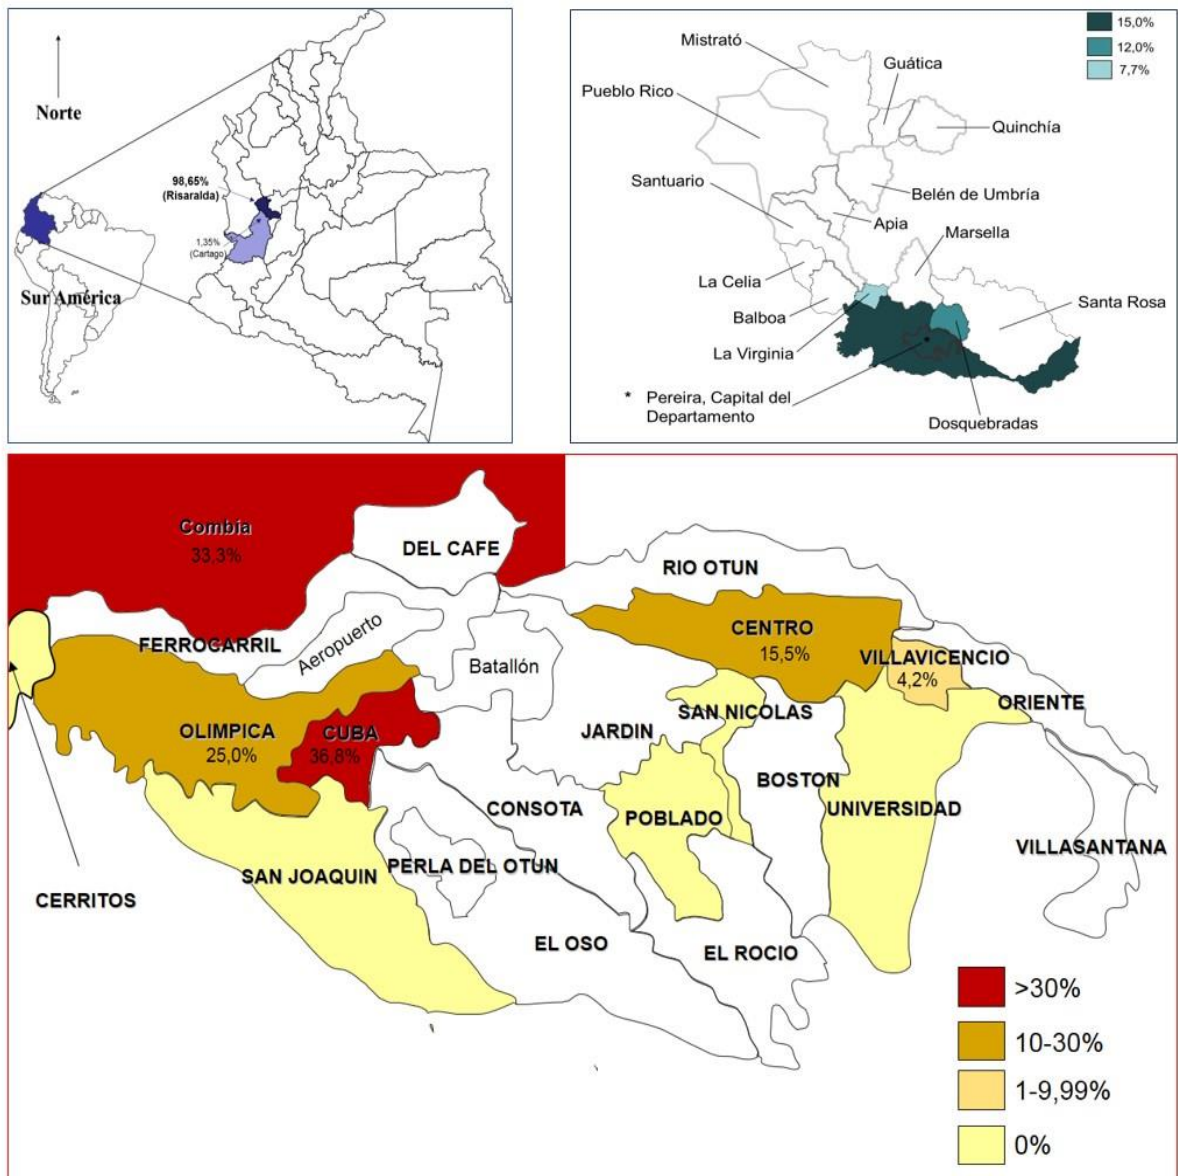 Norte
98,65%
(Risaralda)
1,35%
(Cartago)
Sur América
15,0%
12,0%
7,7%
Mistrató
Guática
Pueblo Rico
Quinchía
Santuario
Belén de Umbría
Apia
Marsella
La Celia
Santa Rosa
Balboa
La Virginia
* Pereira, Capital del
Departamento
Dosquebradas
Combia
33,3%
DEL CAFE
RIO OTUN
FERROCARRIL
Aeropuerto
Batallón
CENTRO
15,5%
VILLAVICENCIO
4,2%
ORIENTE
OLIMPICA
25,0%
CUBA
36,8%
JARDIN
SAN NICOLAS
BOSTON
CONSOTA
POBLADO
UNIVERSIDAD
VILLASANTANA
SAN JOAQUIN
PERLA DEL OTUN
CERRITOS
EL OSO
EL ROCIO
>30%
10-30%
1-9,99%
0%